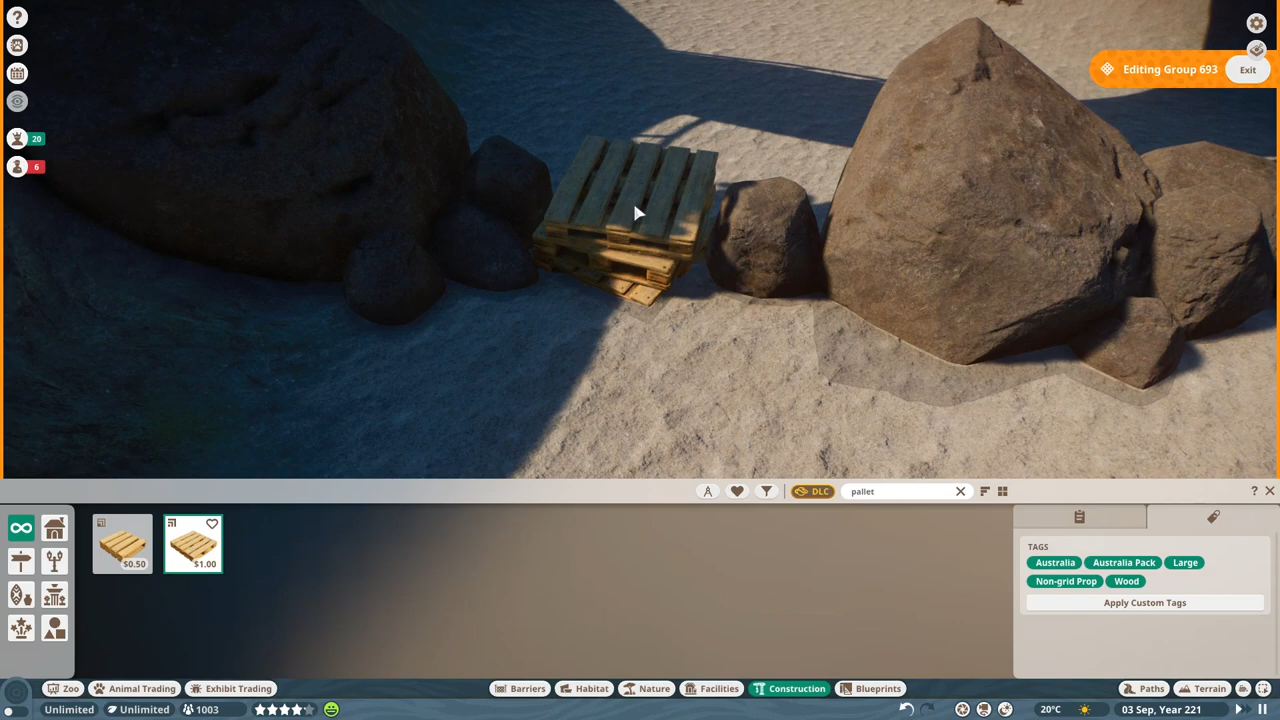 ?
Editing Group 693
Exit
20
6
DLC
pallet
?
$0.50
$1.00
TAGS
Australia
Australia Pack
Large
Non-grid Prop
Wood
Apply Custom Tags
Zoo
Animal Trading
Exhibit Trading
Barriers
Habitat
Nature
Facilities
Construction
Blueprints
Paths
Terrain
Unlimited
Unlimited
1003
20°C
03 Sep, Year 221